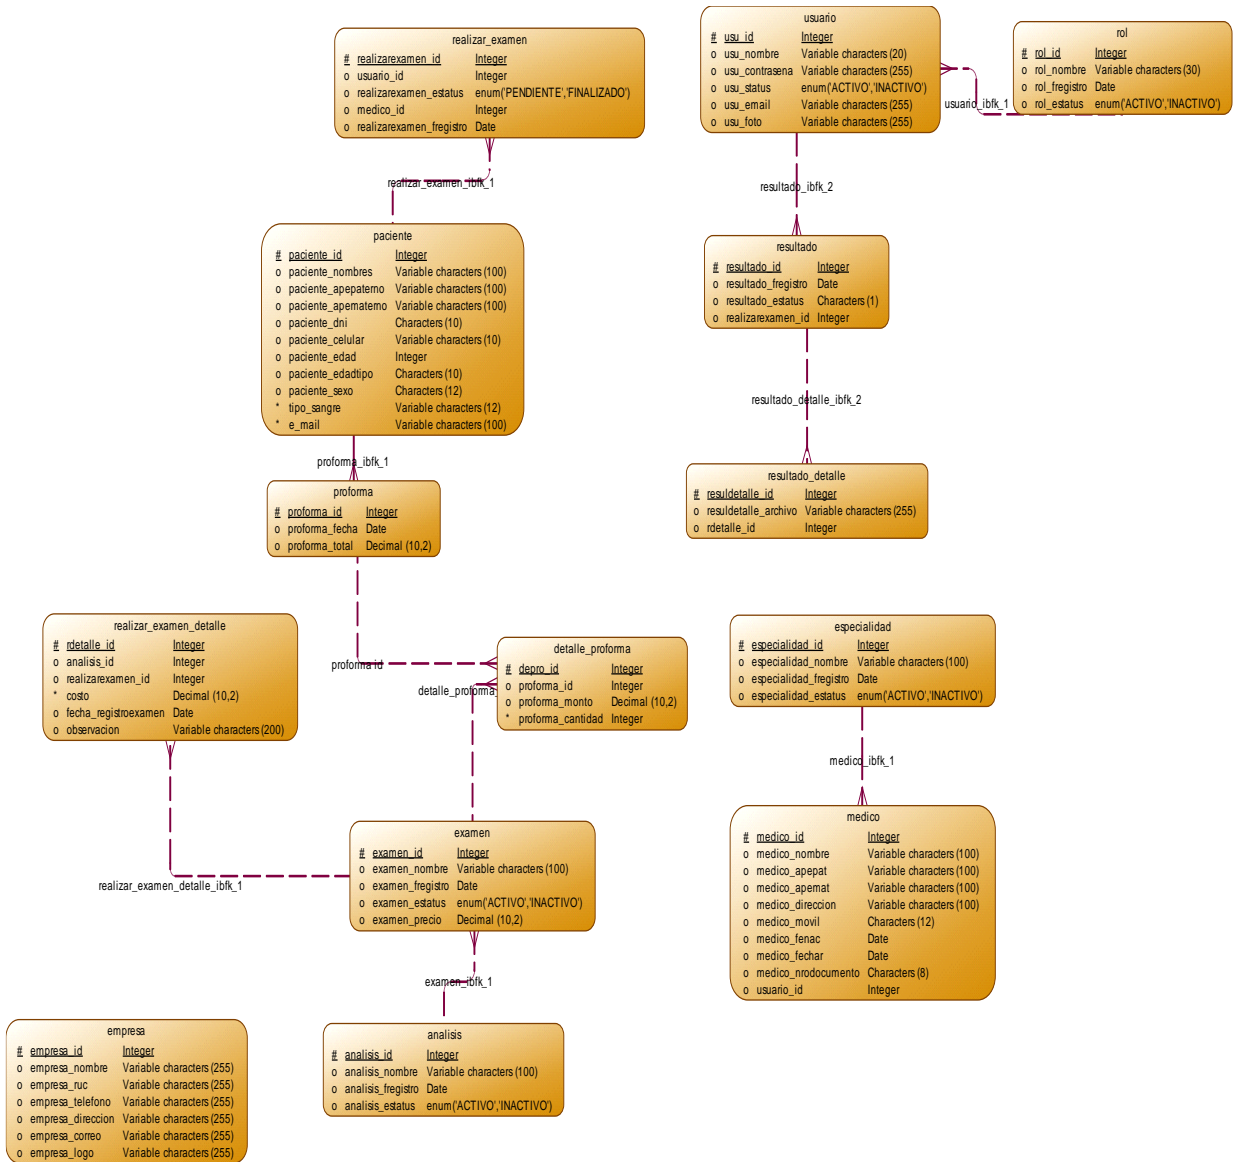 realizar_examen
# realizarexamen_id Integer
o usuario_id Integer
o realizarexamen_estatus enum('PENDIENTE','FINALIZADO')
o medico_id Integer
o realizarexamen_fregistro Date
realizar_examen_ibfk_1
usuario
# usu_id Integer
o usu_nombre Variable characters (20)
o usu_contrasena Variable characters (255)
o usu_status enum('ACTIVO','INACTIVO')
o usu_email Variable characters (255)
o usu_foto Variable characters (255)
usuario_ibfk_1
rol
# rol_id Integer
o rol_nombre Variable characters (30)
o rol_fregistro Date
o rol_estatus enum('ACTIVO','INACTIVO')
resultado_ibfk_2
paciente
# paciente_id Integer
o paciente_nombres Variable characters (100)
o paciente_apepaterno Variable characters (100)
o paciente_apematerno Variable characters (100)
o paciente_dni Characters (10)
o paciente_celular Variable characters (10)
o paciente_edad Integer
o paciente_edadtipo Characters (10)
o paciente_sexo Characters (12)
* tipo_sangre Variable characters (12)
* e_mail Variable characters (100)
resultado
# resultado_id Integer
o resultado_fregistro Date
o resultado_estatus Characters (1)
o realizarexamen_id Integer
resultado_detalle_ibfk_2
proforma_ibfk_1
proforma
# proforma_id Integer
o proforma_fecha Date
o proforma_total Decimal (10,2)
resultado_detalle
# resuldetalle_id Integer
o resuldetalle_archivo Variable characters (255)
o rdetalle_id Integer
realizar_examen_detalle
# rdetalle_id Integer
o analisis_id Integer
o realizarexamen_id Integer
* costo Decimal (10,2)
o fecha_registroexamen Date
o observacion Variable characters (200)
proforma id
detalle_proforma_
detalle_proforma
# depro_id Integer
o proforma_id Integer
o proforma_monto Decimal (10,2)
* proforma_cantidad Integer
especialidad
# especialidad_id Integer
o especialidad_nombre Variable characters (100)
o especialidad_fregistro Date
o especialidad_estatus enum('ACTIVO','INACTIVO')
medico_ibfk_1
realizar_examen_detalle_ibfk_1
examen
# examen_id Integer
o examen_nombre Variable characters (100)
o examen_fregistro Date
o examen_estatus enum('ACTIVO','INACTIVO')
o examen_precio Decimal (10,2)
examen_ibfk_1
medico
# medico_id Integer
o medico_nombre Variable characters (100)
o medico_apepat Variable characters (100)
o medico_apemat Variable characters (100)
o medico_direccion Variable characters (100)
o medico_movil Characters (12)
o medico_fenac Date
o medico_fechar Date
o medico_nrodocumento Characters (8)
o usuario_id Integer
empresa
# empresa_id Integer
o empresa_nombre Variable characters (255)
o empresa_ruc Variable characters (255)
o empresa_telefono Variable characters (255)
o empresa_direccion Variable characters (255)
o empresa_correo Variable characters (255)
o empresa_logo Variable characters (255)
analisis
# analisis_id Integer
o analisis_nombre Variable characters (100)
o analisis_fregistro Date
o analisis_estatus enum('ACTIVO','INACTIVO')